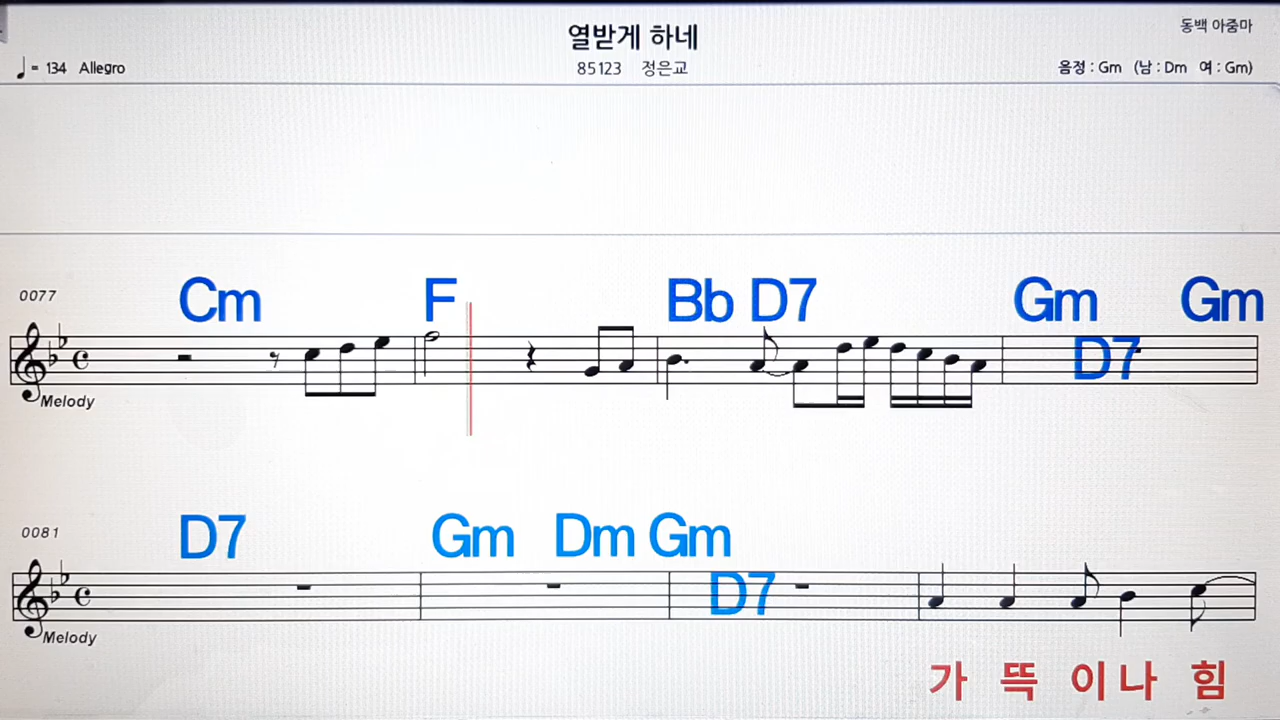 열받게 하네
동백 아줌마
♩= 134 Allegro
85123 정은교
음정 : Gm (남 : Dm 여 : Gm)
0077
Cm F Bb D7 Gm D7 Gm
Melody
0081
D7 Gm Dm Gm D7
Melody
가 뜩 이 나 힘